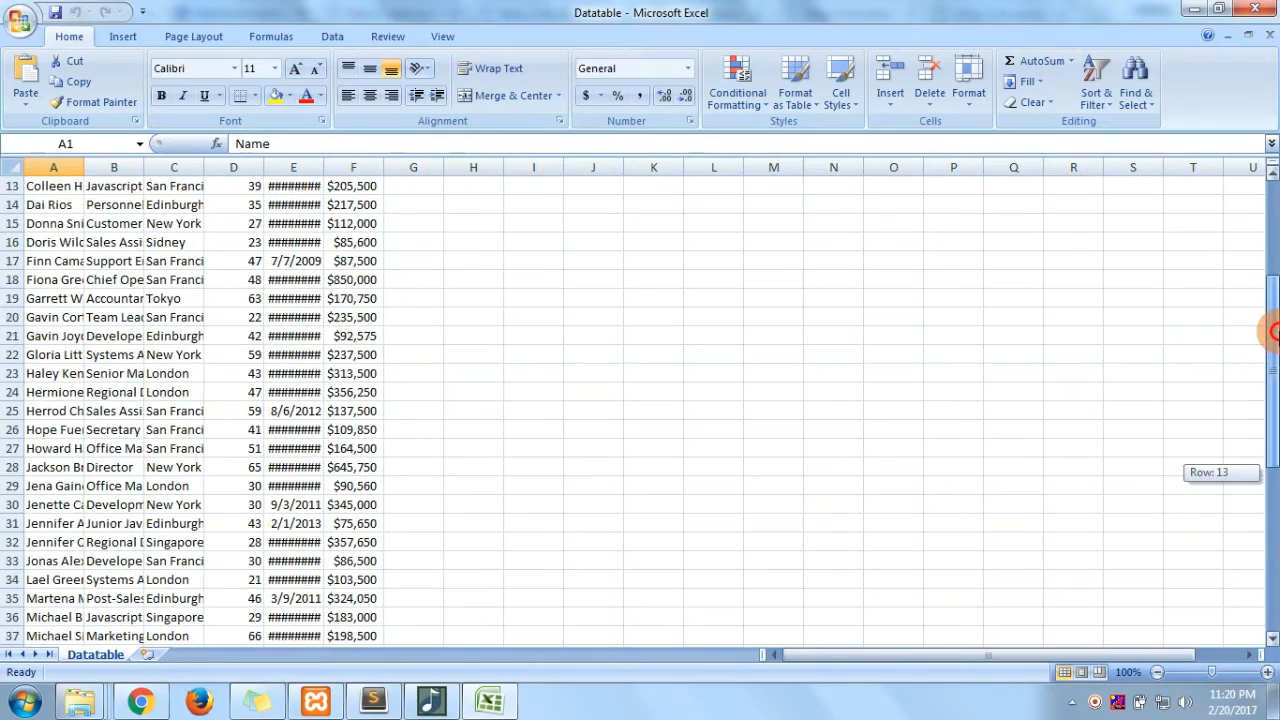 Datatable - Microsoft Excel
Home Insert Page Layout Formulas Data Review View
Paste Cut Copy Format Painter Clipboard
Calibri 11 B I U A A A Font
Wrap Text Merge & Center Alignment
General $ % , Number
Conditional Formatting Format as Table Cell Styles Styles
Insert Delete Format Cells
Σ AutoSum Fill Clear Sort & Filter Find & Select Editing
A1 fx Name
A B C D E F G H I J K L M N O P Q R S T U
13 Colleen H Javascript San Franci 39 ######## $205,500
14 Dai Rios Personnel Edinburgh 35 ######## $217,500
15 Donna Sni Customer New York 27 ######## $112,000
16 Doris Wild Sales Assi Sidney 23 ######## $85,600
17 Finn Cama Support E San Franci 47 7/7/2009 $87,500
18 Fiona Gre Chief Ope San Franci 48 ######## $850,000
19 Garrett W Accountan Tokyo 63 ######## $170,750
20 Gavin Cor Team Lead San Franci 22 ######## $235,500
21 Gavin Joyc Develope Edinburgh 42 ######## $92,575
22 Gloria Litt Systems A New York 59 ######## $237,500
23 Haley Ken Senior Ma London 43 ######## $313,500
24 Hermione Regional D London 47 ######## $356,250
25 Herrod Ch Sales Assi San Franci 59 8/6/2012 $137,500
26 Hope Fuen Secretary San Franci 41 ######## $109,850
27 Howard H Office Ma San Franci 51 ######## $164,500
28 Jackson Br Director New York 65 ######## $645,750
29 Jena Gaine Office Ma London 30 ######## $90,560
30 Jenette Ca Developm New York 30 9/3/2011 $345,000
31 Jennifer A Junior Jav Edinburgh 43 2/1/2013 $75,650
32 Jennifer C Regional D Singapore 28 ######## $357,650
33 Jonas Alex Develope San Franci 30 ######## $86,500
34 Lael Green Systems A London 21 ######## $103,500
35 Martena M Post-Sales Edinburgh 46 3/9/2011 $324,050
36 Michael B Javascript Singapore 29 ######## $183,000
37 Michael Si Marketing London 66 ######## $198,500
Row: 13
Datatable
Ready 100%
11:20 PM
2/20/2017